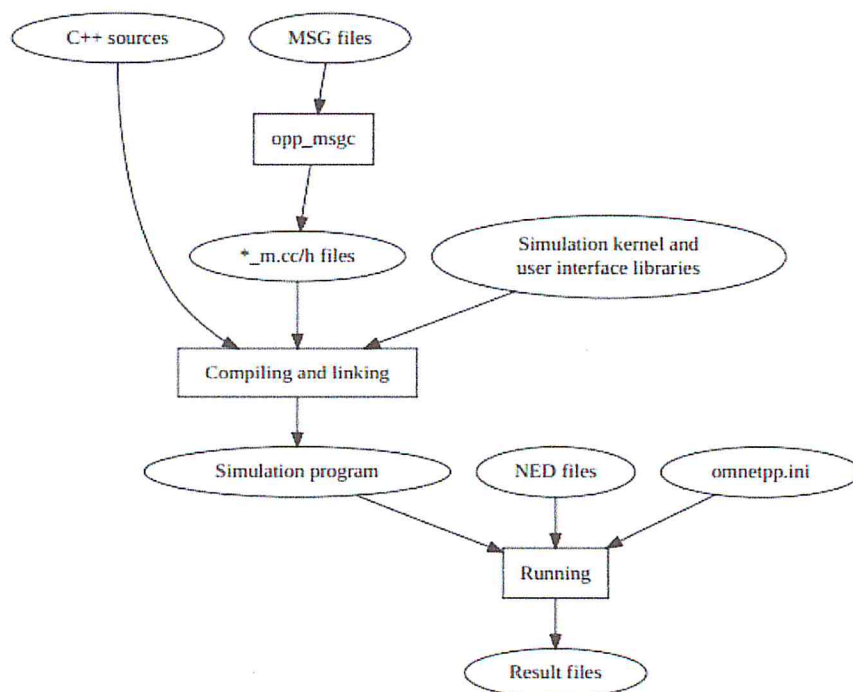 C++ sources
MSG files
opp_msgc
*_m.cc/h files
Simulation kernel and
user interface libraries
Compiling and linking
Simulation program
NED files
omnetpp.ini
Running
Result files